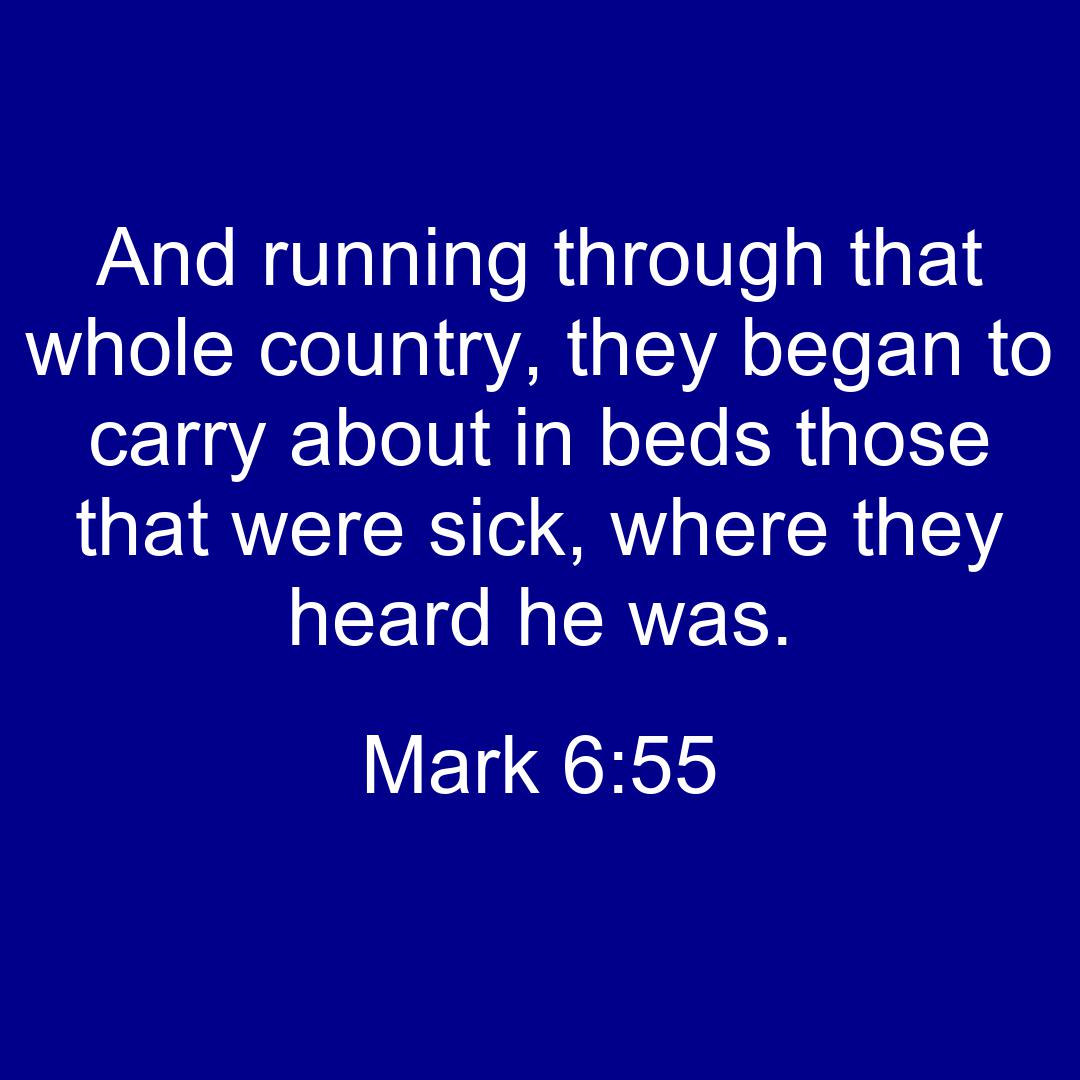 And running through that
whole country, they began to
carry about in beds those
that were sick, where they
heard he was.
Mark 6:55